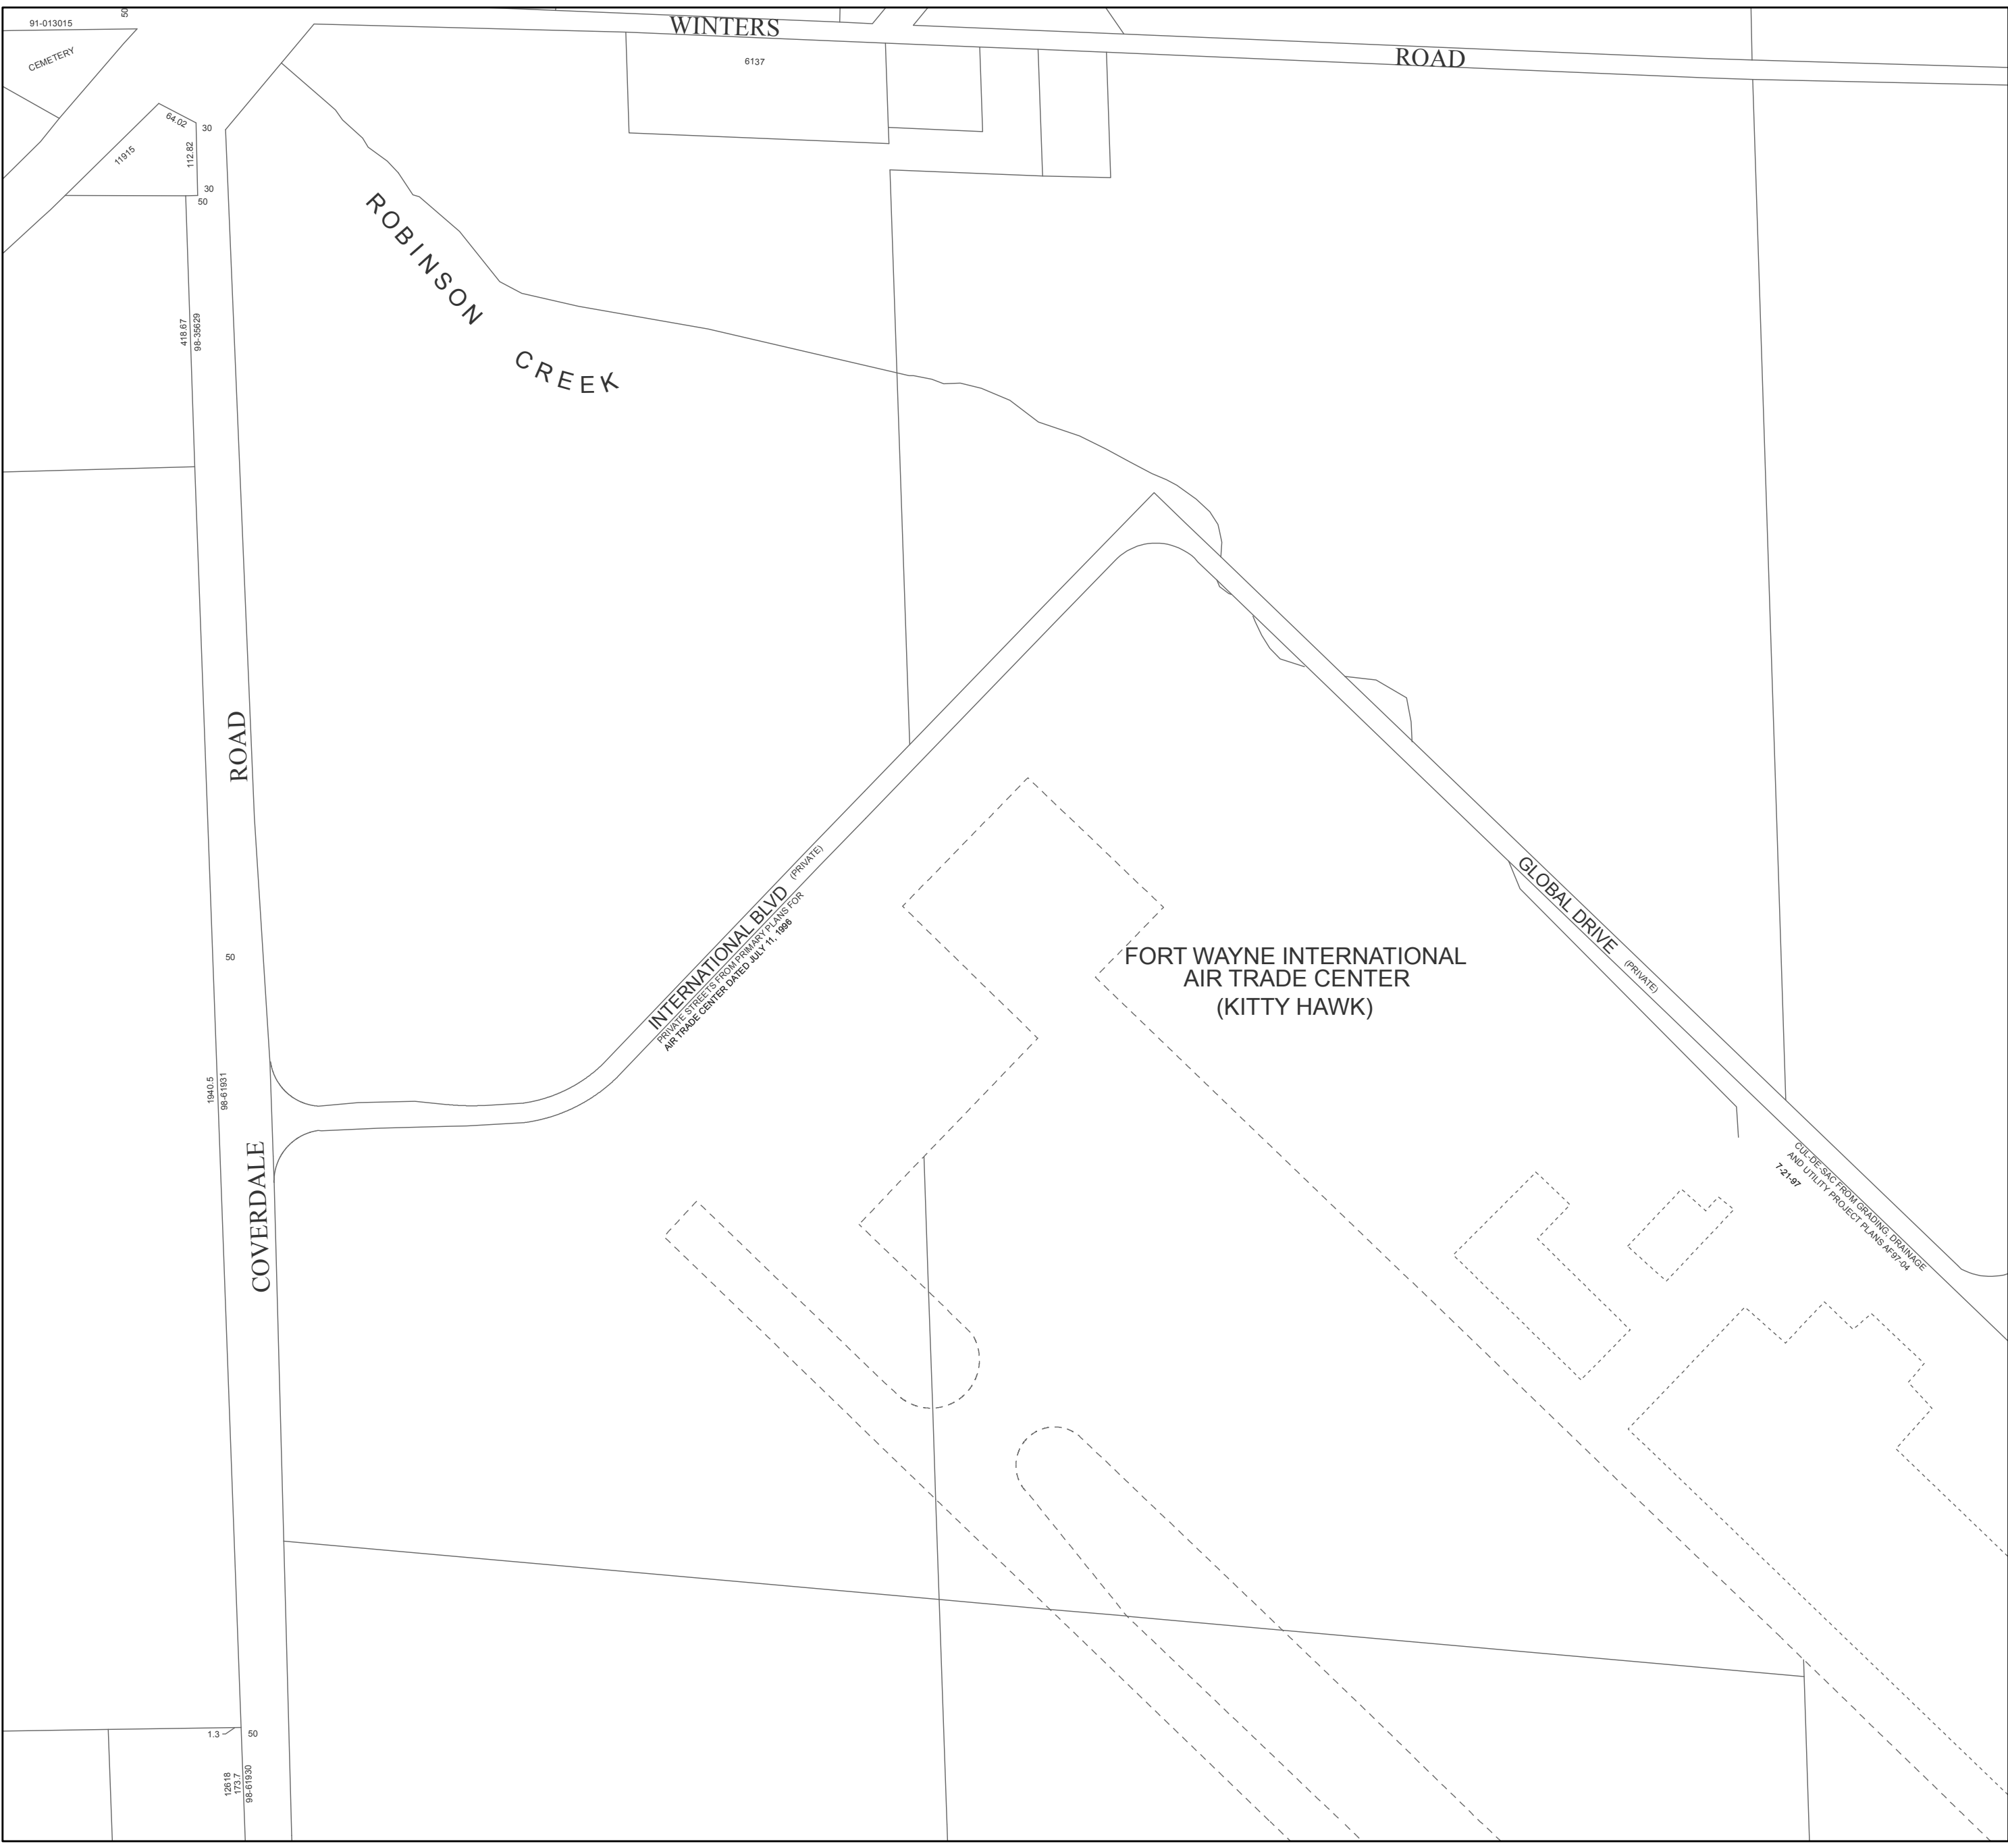 50
91-013015
WINTERS
ROAD
CEMETERY
6137
64.02
30
11915
112.82
30
50
ROBINSON
CREEK
418.67
98-35629
ROAD
INTERNATIONAL BLVD (PRIVATE)
PRIVATE STREETS FROM PRIMARY PLANS FOR
AIR TRADE CENTER DATED JULY 11, 1996
GLOBAL DRIVE (PRIVATE)
FORT WAYNE INTERNATIONAL
AIR TRADE CENTER
(KITTY HAWK)
50
1940.5
98-61931
COVERDALE
CUL-DE-SAC FROM GRADING, DRAINAGE
AND UTILITY PROJECT PLANS AF97-04
7-21-97
1.3
50
12618
173.7
98-61930